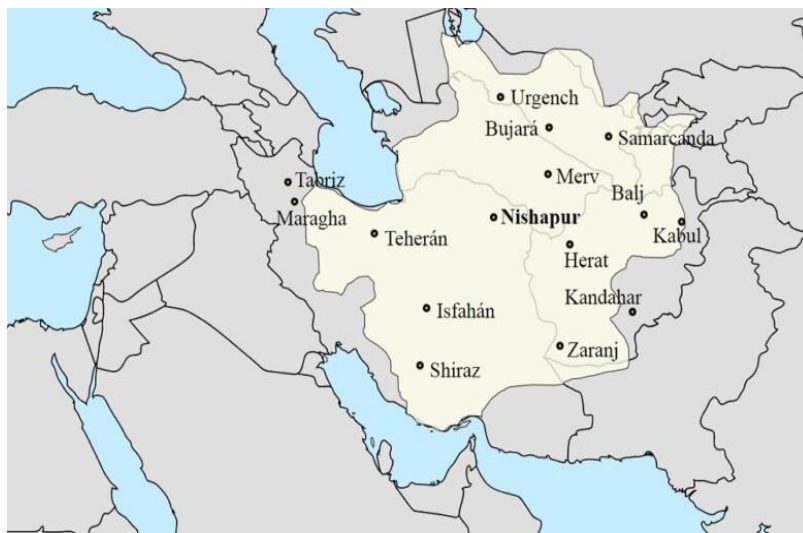 Urgench
Bujará
Samarcanda
Merv
Tabriz
Maragha
Balj
Nishapur
Kabul
Teherán
Herat
Kandahar
Isfahán
Zaranj
Shiraz